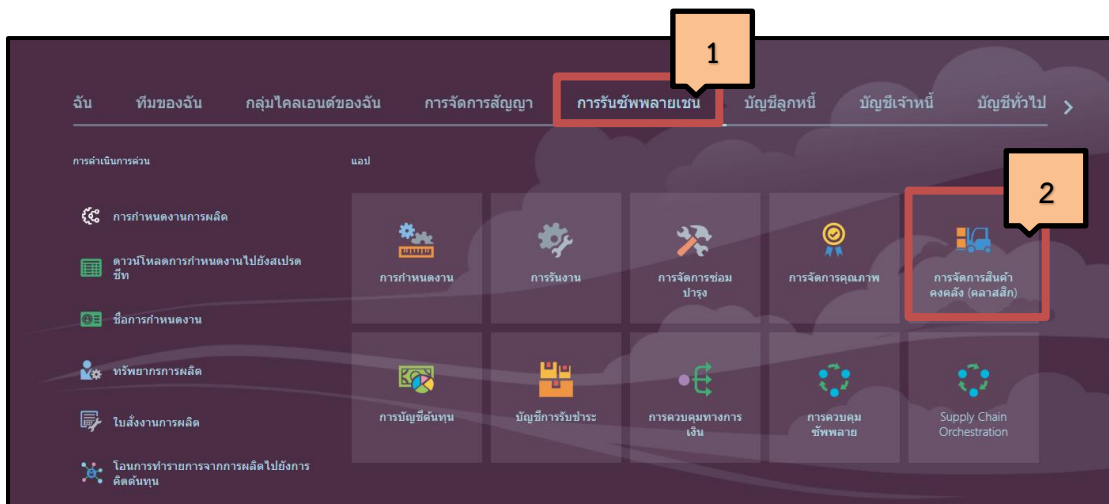 1
ฉัน ทีมของฉัน กลุ่มไคลเอนต์ของฉัน การจัดการสัญญา การรันซัพพลายเชน บัญชีลูกหนี้ บัญชีเจ้าหนี้ บัญชีทั่วไป
การดำเนินการด่วน
แอป
2
การกำหนดงานการผลิต
ดาวน์โหลดการกำหนดงานไปยังสเปรด
ชีท
ชื่อการกำหนดงาน
ทรัพยากรการผลิต
ใบสั่งงานการผลิต
โอนการทำรายการจากการผลิตไปยังการ
คิดต้นทุน
การกำหนดงาน
การรันงาน
การจัดการซ่อม
บำรุง
การจัดการคุณภาพ
การจัดการสินค้า
คงคลัง (คลาสสิก)
การบัญชีต้นทุน
บัญชีการรับชำระ
การควบคุมทางการ
เงิน
การควบคุม
ซัพพลาย
Supply Chain
Orchestration